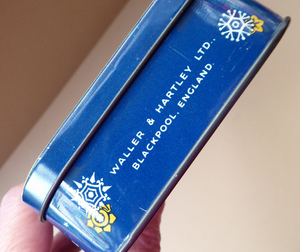 WALLER & HARTLEY LTD.
BLACKPOOL, ENGLAND.